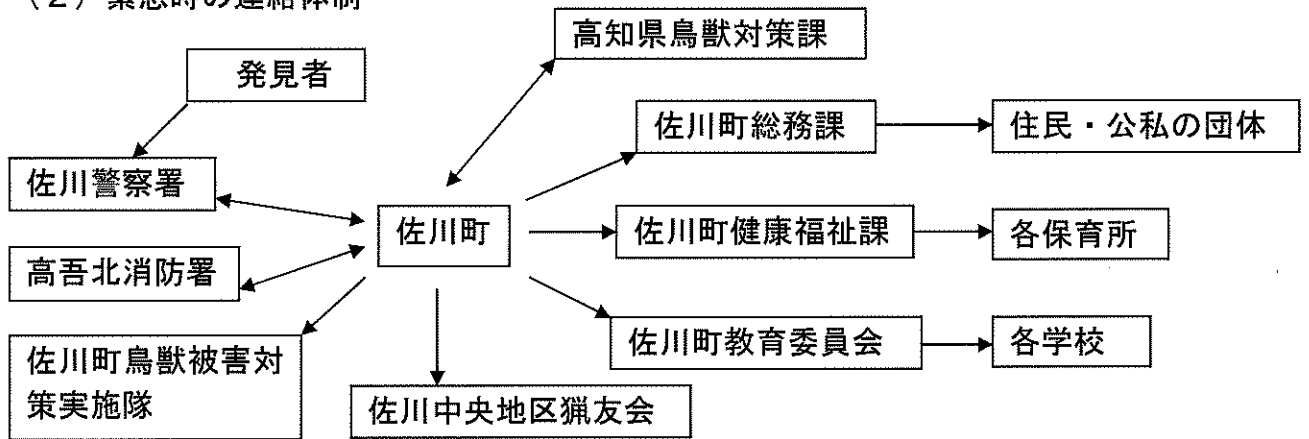 （２）緊急時の連絡体制
高知県鳥獣対策課
発見者
佐川町総務課
住民・公私の団体
佐川警察署
佐川町
佐川町健康福祉課
各保育所
高吾北消防署
佐川町教育委員会
各学校
佐川町鳥獣被害対
策実施隊
佐川中央地区猟友会